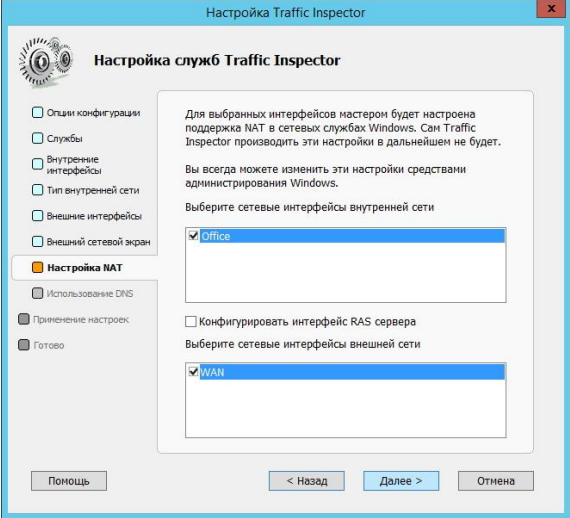 Настройка Traffic Inspector
x
Настройка служб Traffic Inspector
Опции конфигурации
Службы
Внутренние
интерфейсы
Тип внутренней сети
Внешние интерфейсы
Внешний сетевой экран
Настройка NAT
Использование DNS
Применение настроек
Готово
Для выбранных интерфейсов мастером будет настроена
поддержка NAT в сетевых службах Windows. Сам Traffic
Inspector производить эти настройки в дальнейшем не будет.
Вы всегда можете изменить эти настройки средствами
администрирования Windows.
Выберите сетевые интерфейсы внутренней сети
Office
Конфигурировать интерфейс RAS сервера
Выберите сетевые интерфейсы внешней сети
WAN
Помощь
< Назад
Далее >
Отмена